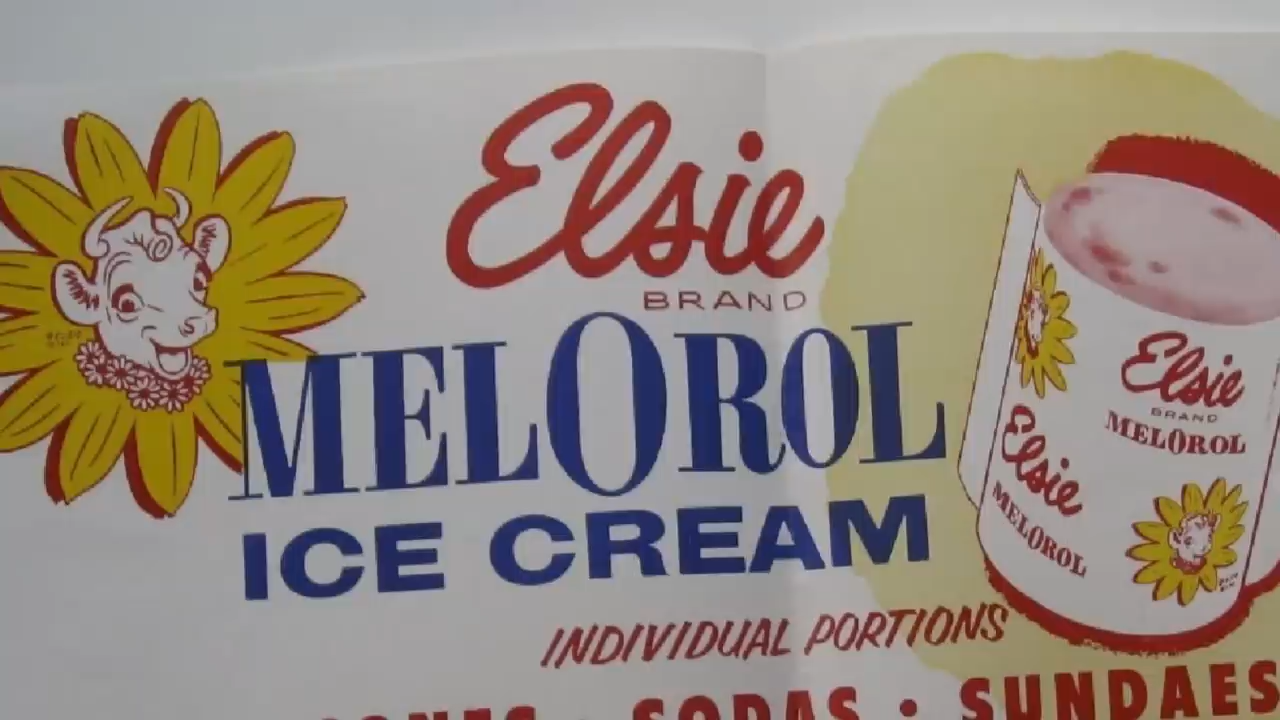 Elsie
BRAND
MELOROL
ICE CREAM
INDIVIDUAL PORTIONS
SODAS · SUNDAES
Elsie
BRAND
MELOROL
Elsie
MELOROL